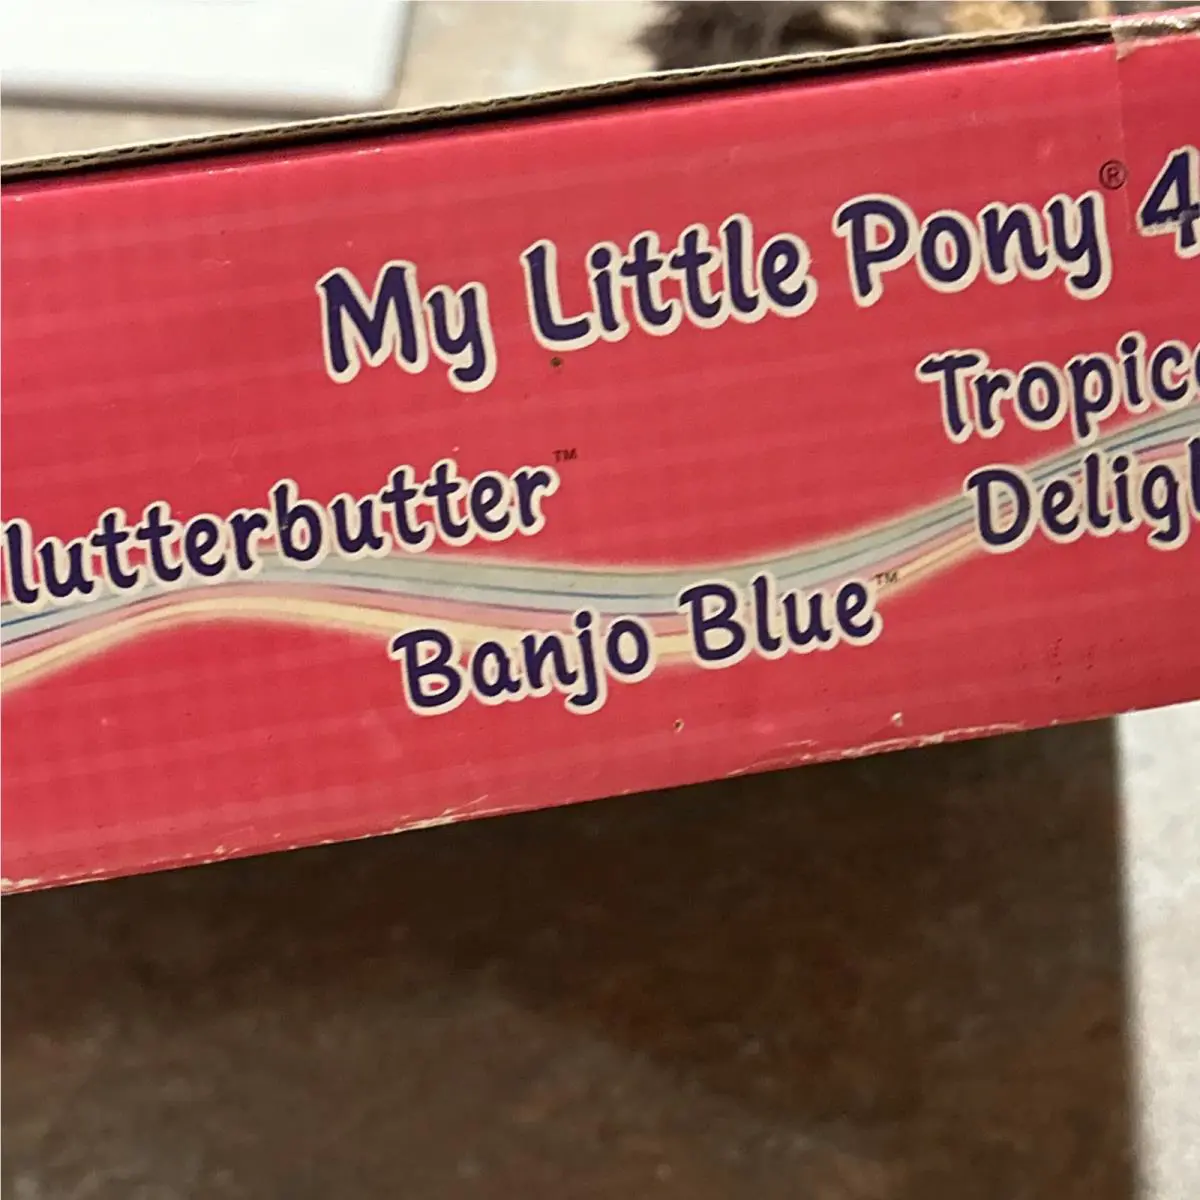 My Little Pony® 4
Tropic
lutterbutter™
Delig
Banjo Blue™